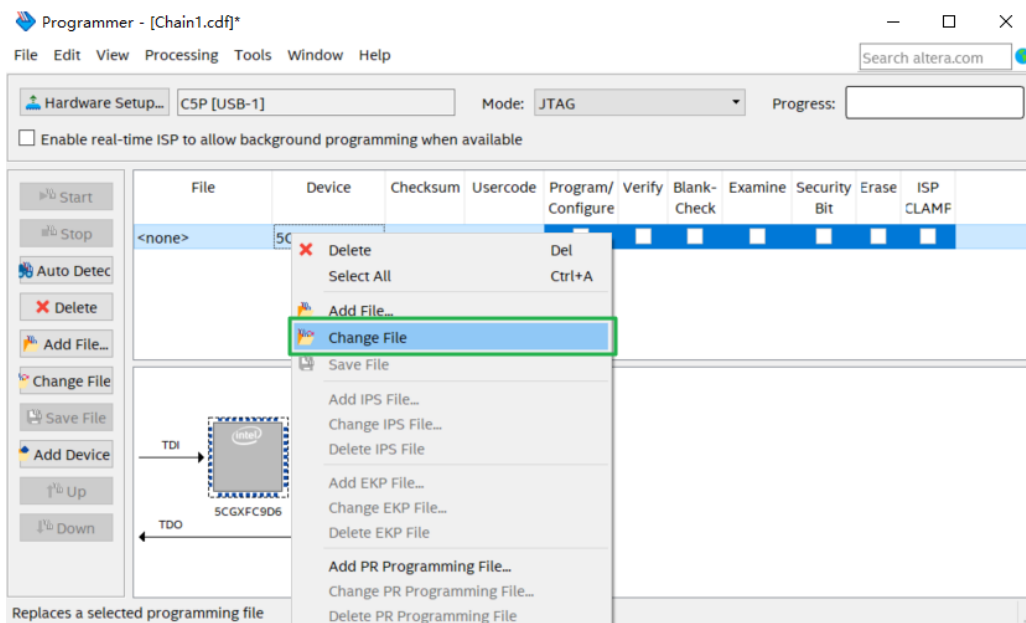 Programmer - [Chain1.cdf]*
File Edit View Processing Tools Window Help
Search altera.com
Hardware Setup... C5P [USB-1] Mode: JTAG Progress:
Enable real-time ISP to allow background programming when available
Start
Stop
Auto Detec
Delete
Add File...
Change File
Save File
Add Device
Up
Down
File Device Checksum Usercode Program/ Verify Blank- Examine Security Erase ISP
Configure Check Bit CLAMP
<none> 5C
Delete Del
Select All Ctrl+A
Add File...
Change File
Save File
Add IPS File...
Change IPS File...
Delete IPS File
Add EKP File...
Change EKP File...
Delete EKP File
Add PR Programming File...
Change PR Programming File...
Delete PR Programming File
TDI
intel
5CGXFC9D6
TDO
Replaces a selected programming file